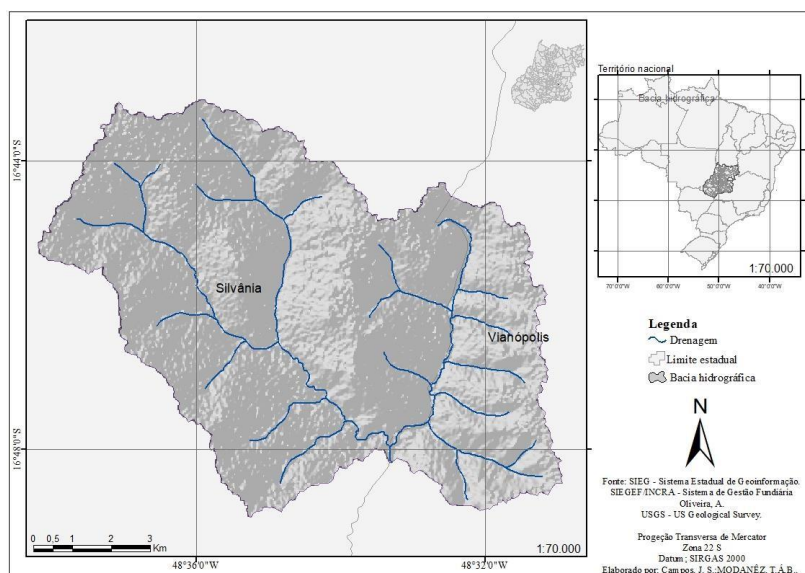 16°44'0"S
16°48'0"S
Silvânia
Vianópolis
0 0,5 1 2 3
Km
1:70.000
48°36'0"W
48°32'0"W
Território nacional
Bacia hidrográfica
1:70.000
70°0'0"W 60°0'0"W 50°0'0"W 40°0'0"W
Legenda
Drenagem
Limite estadual
Bacia hidrográfica
N
Fonte: SIEG - Sistema Estadual de Geoinformação.
SIEGEF/INCRA - Sistema de Gestão Fundiária
Oliveira, A.
USGS - US Geological Survey.
Progeção Transversa de Mercator
Zona 22 S
Datum ; SIRGAS 2000
Elaborado por: Campos, J. S.;MODANÊZ, T.Á.B..